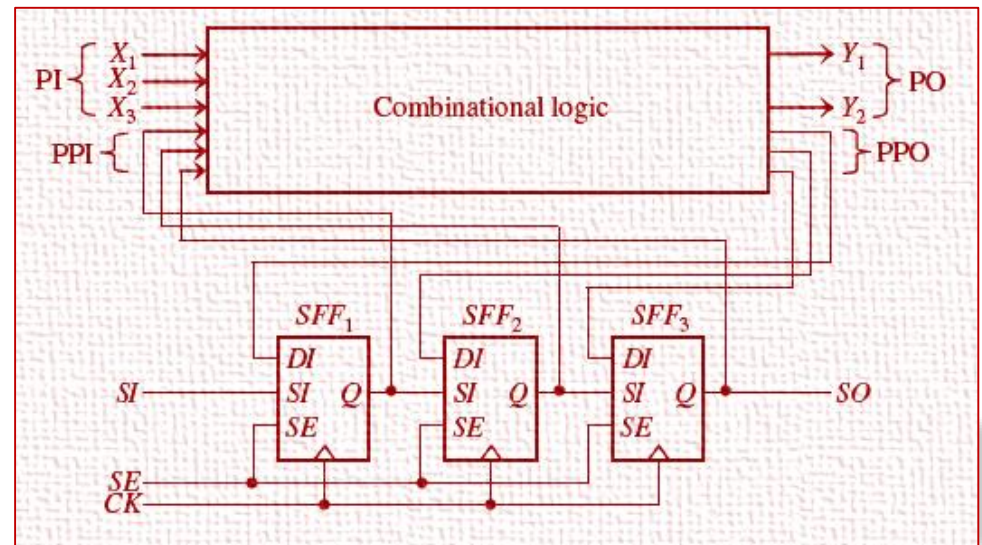 PI
X₁
X₂
X₃
PPI
Combinational logic
Y₁
Y₂
PO
PPO
SFF₁
SFF₂
SFF₃
DI
DI
DI
SI
SI
Q
SI
Q
SI
Q
SO
SE
SE
SE
SE
CK